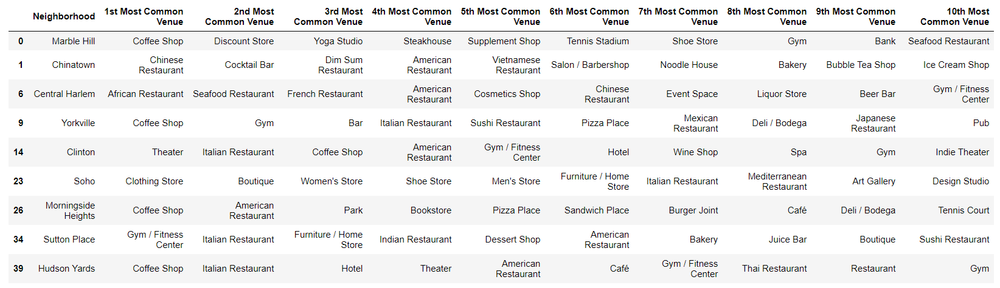 Neighborhood 1st Most Common Venue 2nd Most Common Venue 3rd Most Common Venue 4th Most Common Venue 5th Most Common Venue 6th Most Common Venue 7th Most Common Venue 8th Most Common Venue 9th Most Common Venue 10th Most Common Venue
0 Marble Hill Coffee Shop Discount Store Yoga Studio Steakhouse Supplement Shop Tennis Stadium Shoe Store Gym Bank Seafood Restaurant
1 Chinatown Chinese Restaurant Cocktail Bar Dim Sum Restaurant American Restaurant Vietnamese Restaurant Salon / Barbershop Noodle House Bakery Bubble Tea Shop Ice Cream Shop
6 Central Harlem African Restaurant Seafood Restaurant French Restaurant American Restaurant Cosmetics Shop Chinese Restaurant Event Space Liquor Store Beer Bar Gym / Fitness Center
9 Yorkville Coffee Shop Gym Bar Italian Restaurant Sushi Restaurant Pizza Place Mexican Restaurant Deli / Bodega Japanese Restaurant Pub
14 Clinton Theater Italian Restaurant Coffee Shop American Restaurant Gym / Fitness Center Hotel Wine Shop Spa Gym Indie Theater
23 Soho Clothing Store Boutique Women's Store Shoe Store Men's Store Furniture / Home Store Italian Restaurant Mediterranean Restaurant Art Gallery Design Studio
26 Morningside Heights Coffee Shop American Restaurant Park Bookstore Pizza Place Sandwich Place Burger Joint Café Deli / Bodega Tennis Court
34 Sutton Place Gym / Fitness Center Italian Restaurant Furniture / Home Store Indian Restaurant Dessert Shop American Restaurant Bakery Juice Bar Boutique Sushi Restaurant
39 Hudson Yards Coffee Shop Italian Restaurant Hotel Theater American Restaurant Café Gym / Fitness Center Thai Restaurant Restaurant Gym